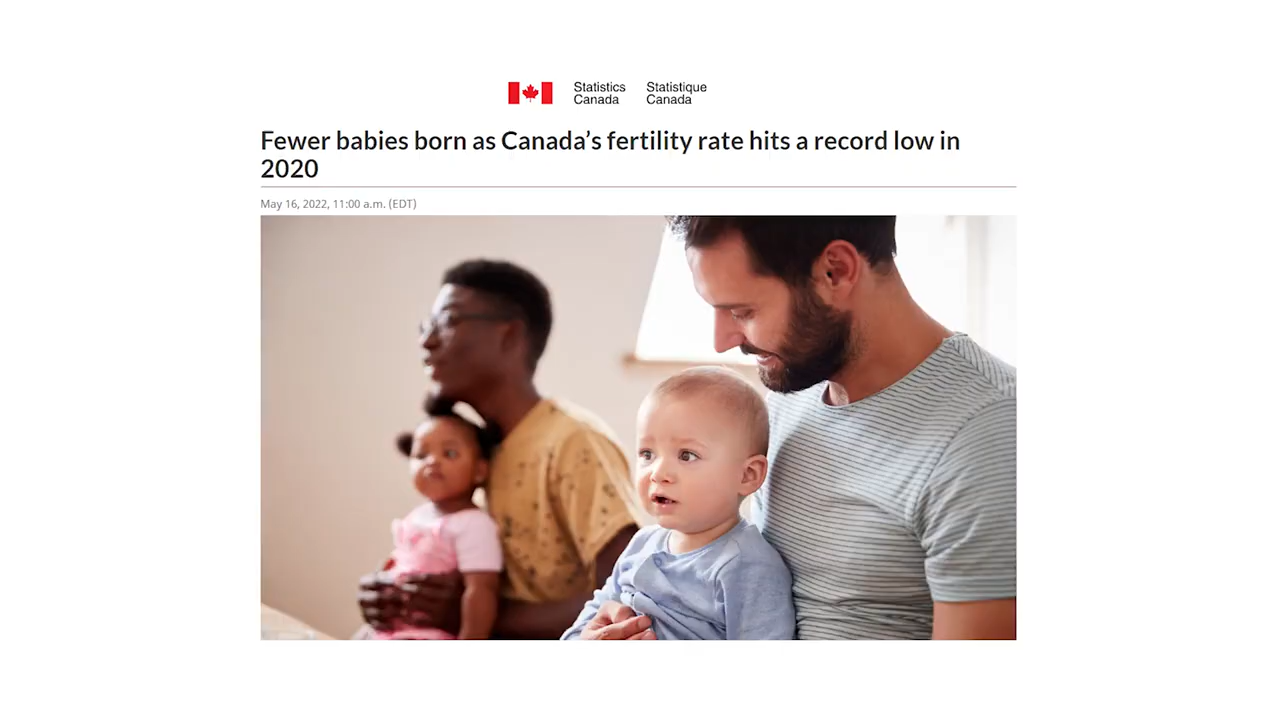 Statistics Statistique
Canada Canada
Fewer babies born as Canada’s fertility rate hits a record low in
2020
May 16, 2022, 11:00 a.m. (EDT)